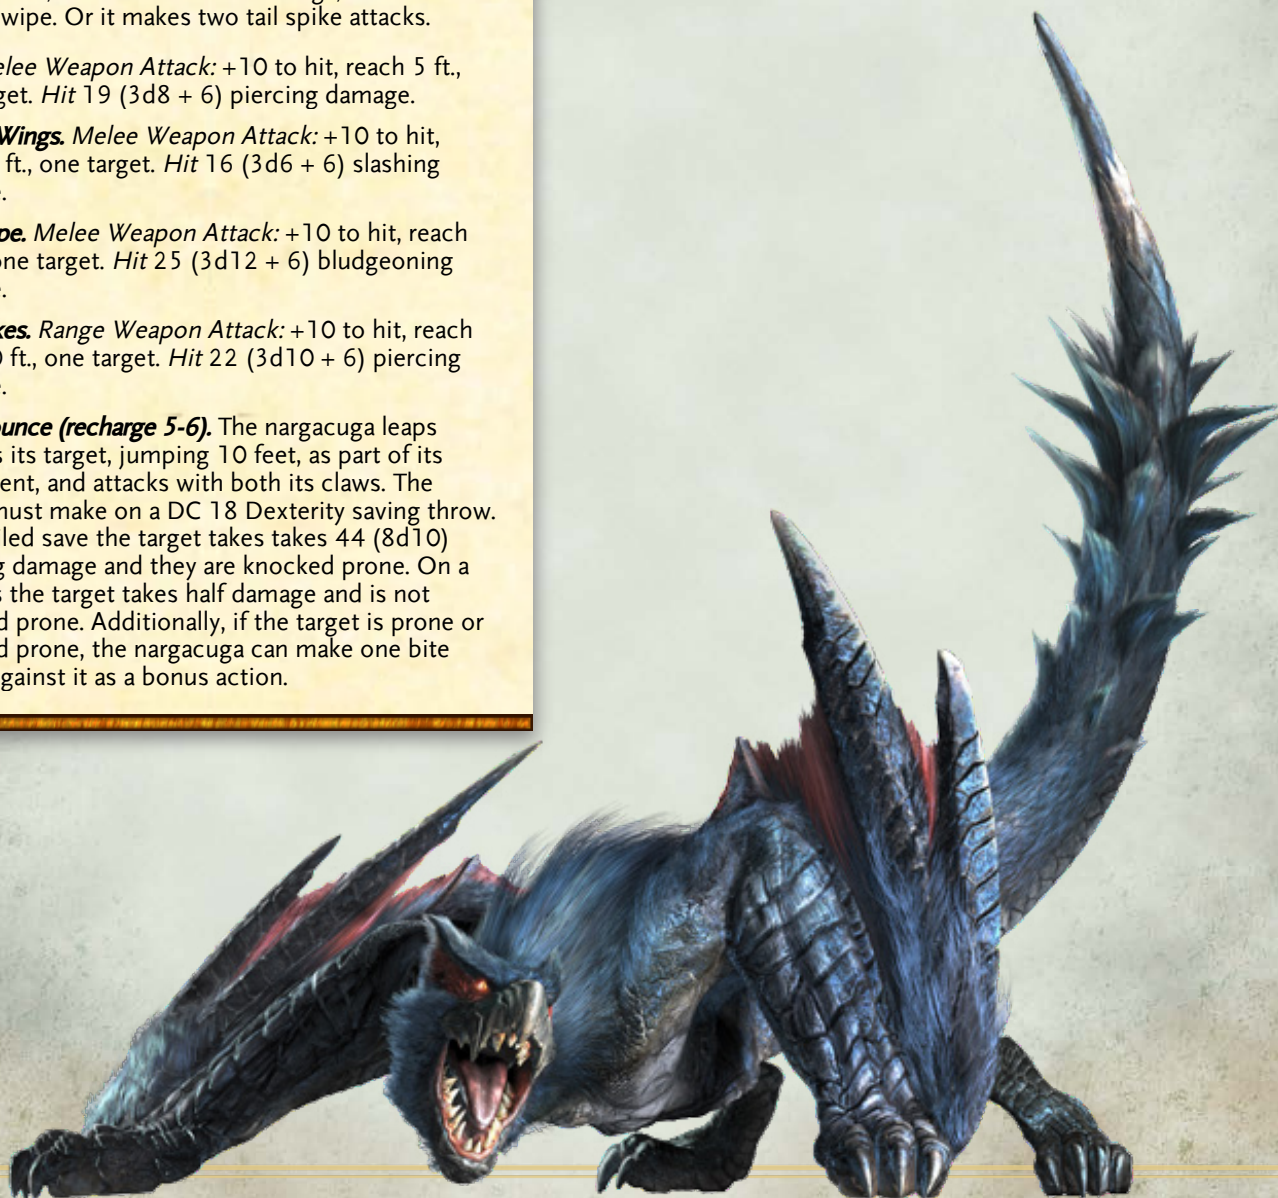 wipe. Or it makes two tail spike attacks.
elee Weapon Attack: +10 to hit, reach 5 ft.,
get. Hit 19 (3d8 + 6) piercing damage.
Wings. Melee Weapon Attack: +10 to hit,
ft., one target. Hit 16 (3d6 + 6) slashing
e.
pe. Melee Weapon Attack: +10 to hit, reach
one target. Hit 25 (3d12 + 6) bludgeoning
e.
kes. Range Weapon Attack: +10 to hit, reach
0 ft., one target. Hit 22 (3d10 + 6) piercing
e.
unce (recharge 5-6). The nargacuga leaps
s its target, jumping 10 feet, as part of its
ent, and attacks with both its claws. The
must make on a DC 18 Dexterity saving throw.
led save the target takes takes 44 (8d10)
g damage and they are knocked prone. On a
s the target takes half damage and is not
d prone. Additionally, if the target is prone or
d prone, the nargacuga can make one bite
gainst it as a bonus action.